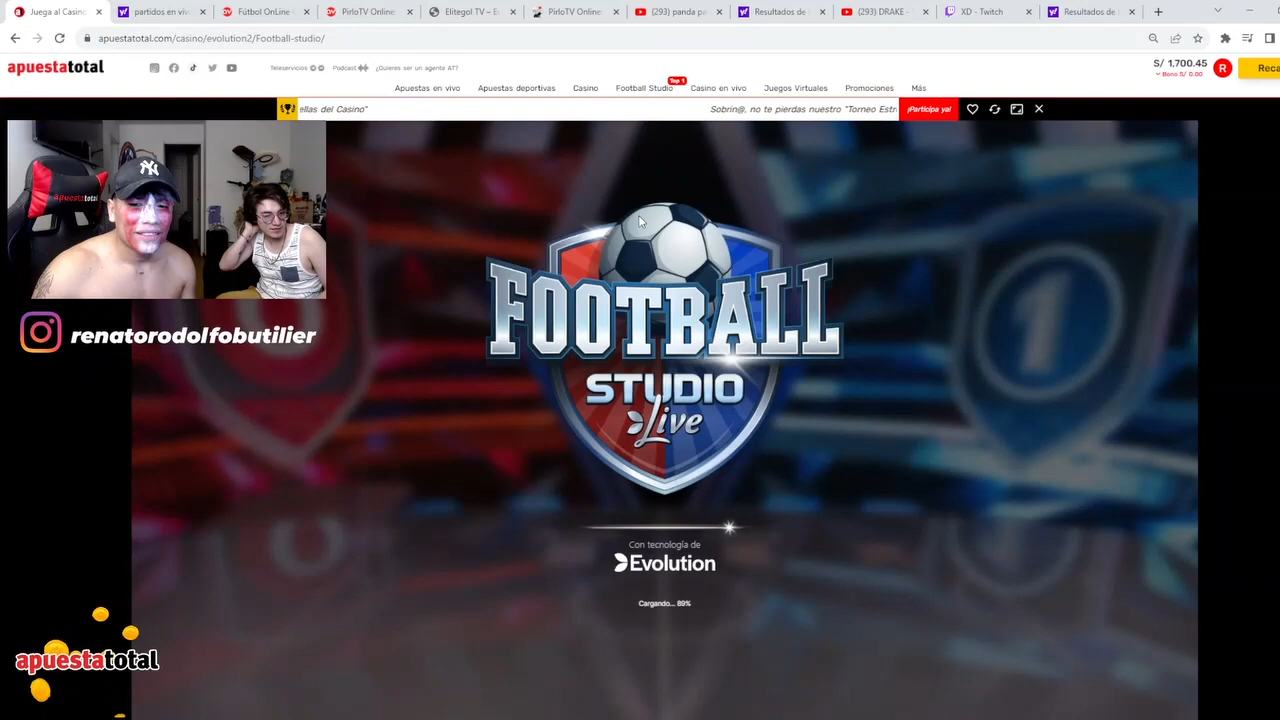 Juega al Casino
partidos en viv
Fútbol OnLine
PirloTV Online
Elitegol TV – E
PirloTV Online
(293) panda pa
Resultados de
(293) DRAKE -
XD - Twitch
Resultados de
apuestatotal.com/casino/evolution2/Football-studio/
apuestatotal
Teleservicios
Podcast
¿Quieres ser un agente AT?
S/ 1,700.45
Bono S/ 0.00
R
Reca
Apuestas en vivo
Apuestas deportivas
Casino
Football Studio
Top 1
Casino en vivo
Juegos Virtuales
Promociones
Más
ellas del Casino"
Sobrin@, no te pierdas nuestro "Torneo Estr
¡Participa ya!
apuestatotal
NY
renatorodolfobutilier
FOOTBALL
STUDIO
Live
0
1
Con tecnología de
Evolution
Cargando... 89%
apuestatotal